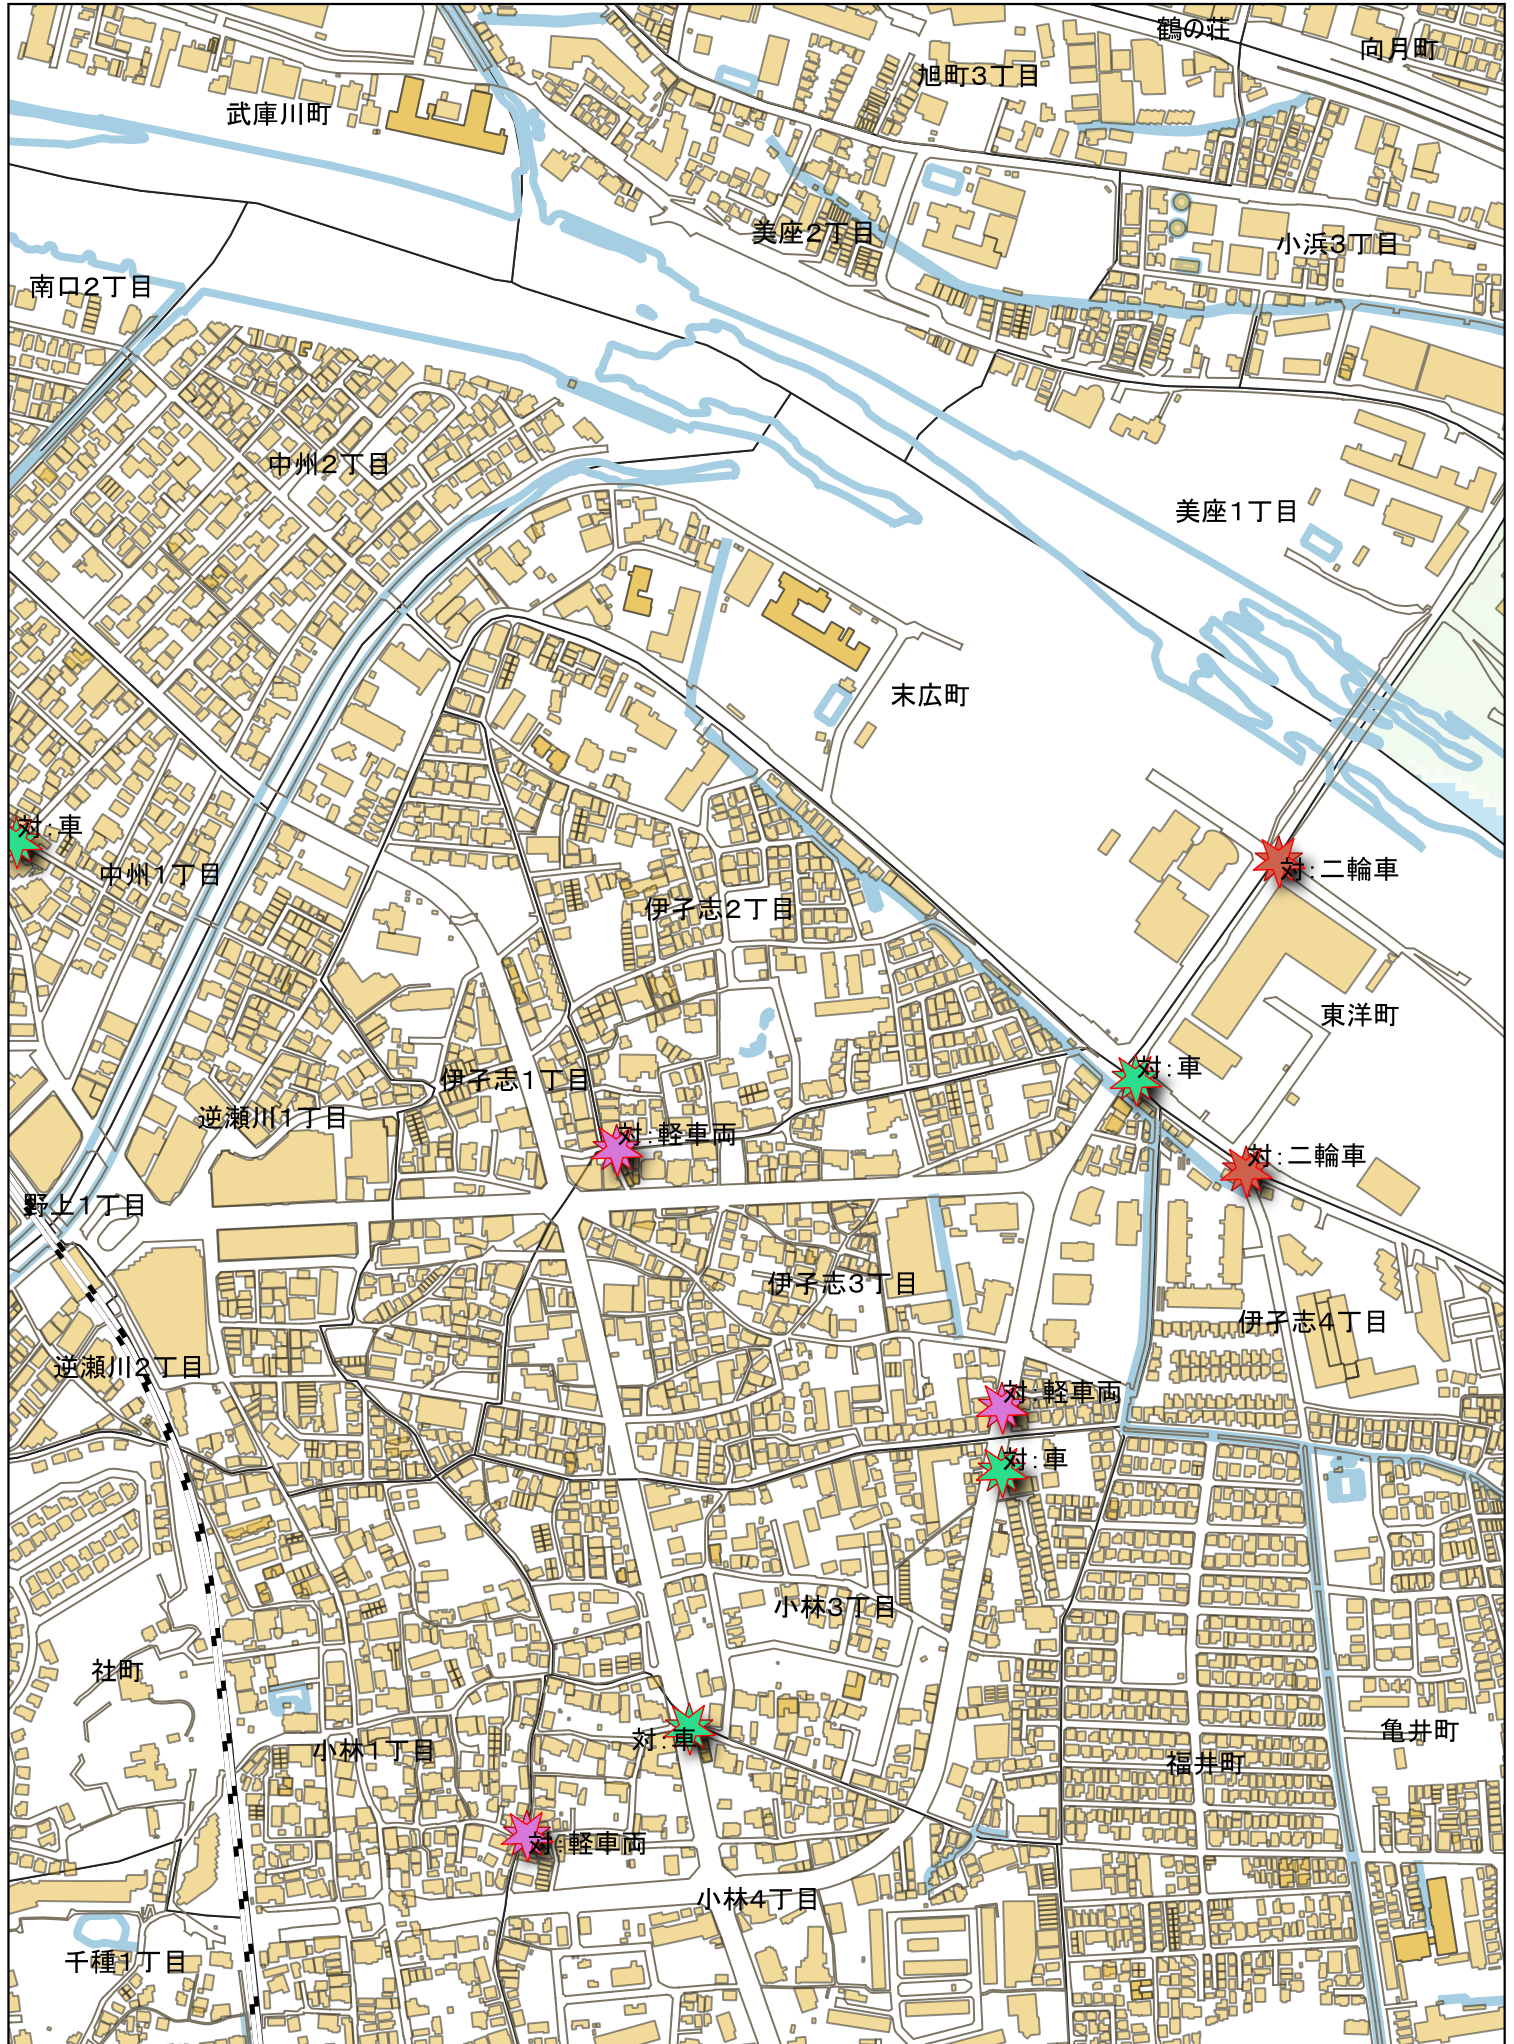 鶴の荘
向月町
旭町3丁目
武庫川町
美座2丁目
小浜3丁目
南口2丁目
中州2丁目
美座1丁目
末広町
対:車
中州1丁目
対:二輪車
伊孑志2丁目
東洋町
対:車
伊孑志1丁目
逆瀬川1丁目
対:軽車両
対:二輪車
野上1丁目
伊孑志3丁目
伊孑志4丁目
逆瀬川2丁目
対:軽車両
対:車
小林3丁目
社町
亀井町
対:車
小林1丁目
福井町
対:軽車両
小林4丁目
千種1丁目